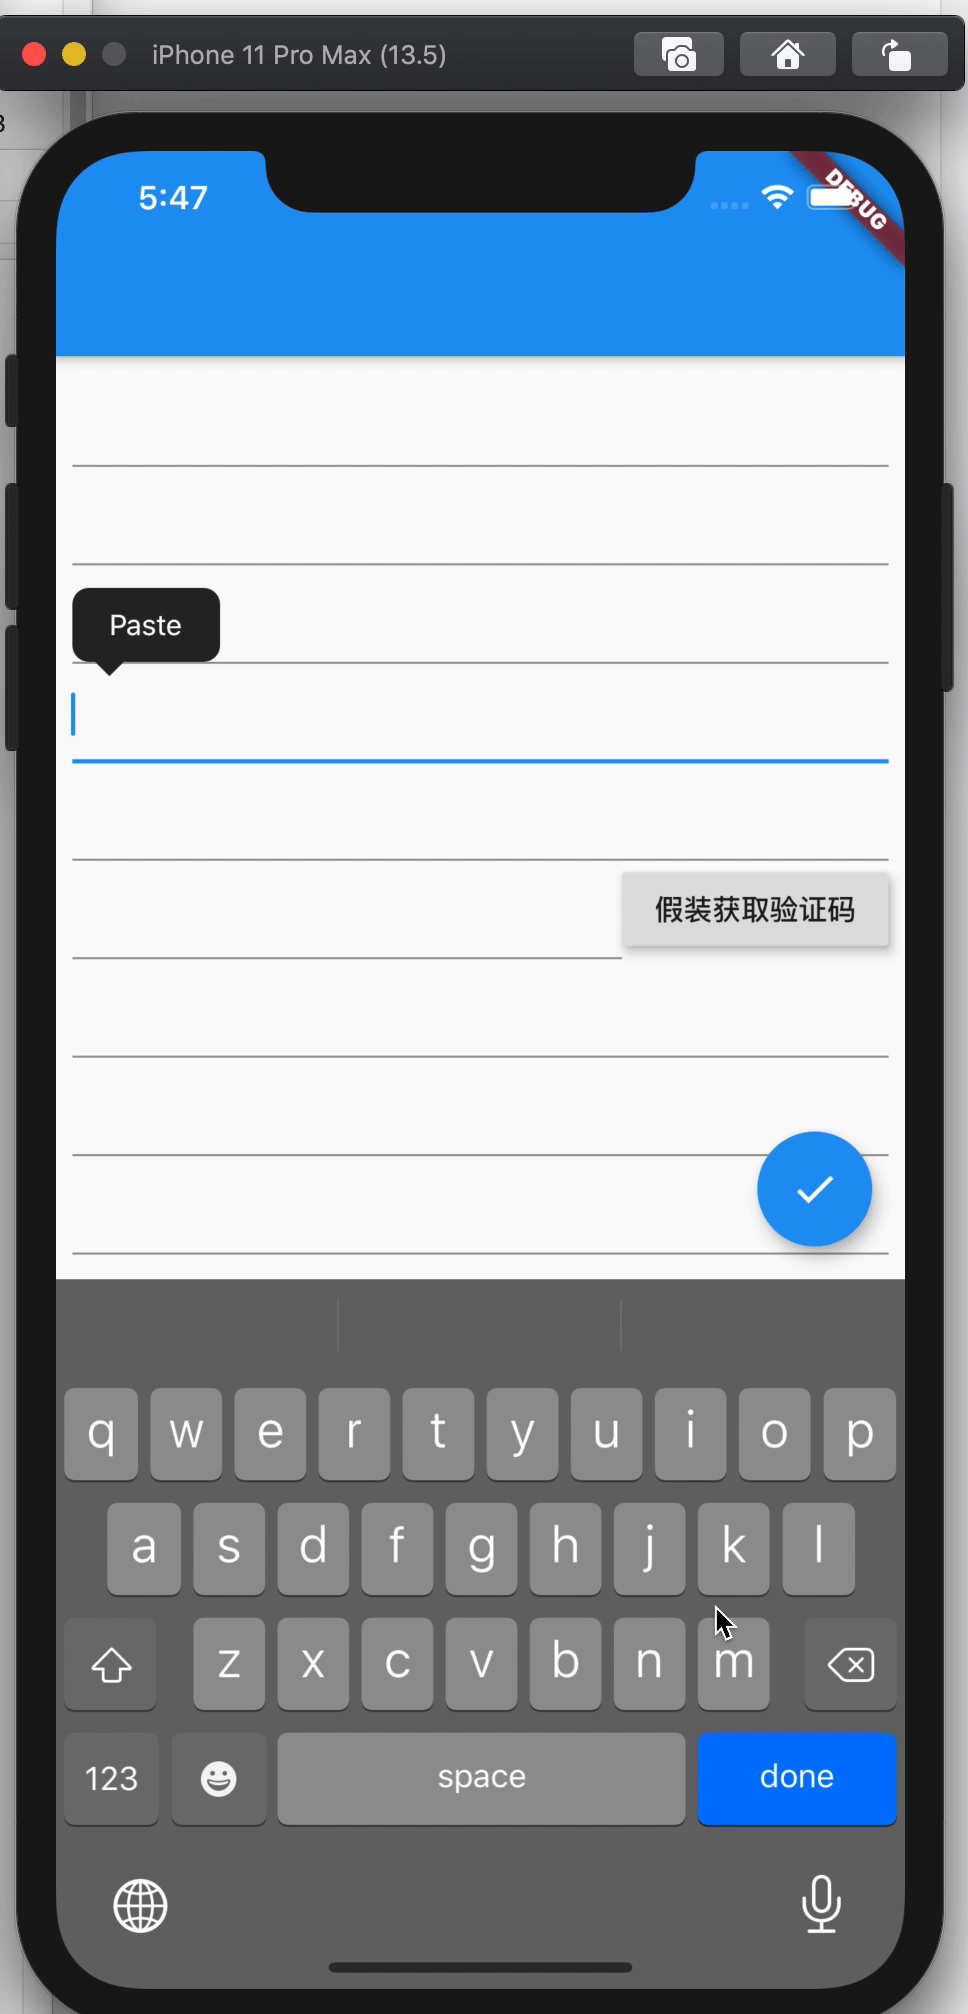 iPhone 11 Pro Max (13.5)
3
5:47
DEBUG
Paste
假装获取验证码
q w e r t y u i o p
a s d f g h j k l
z x c v b n m
123 space done